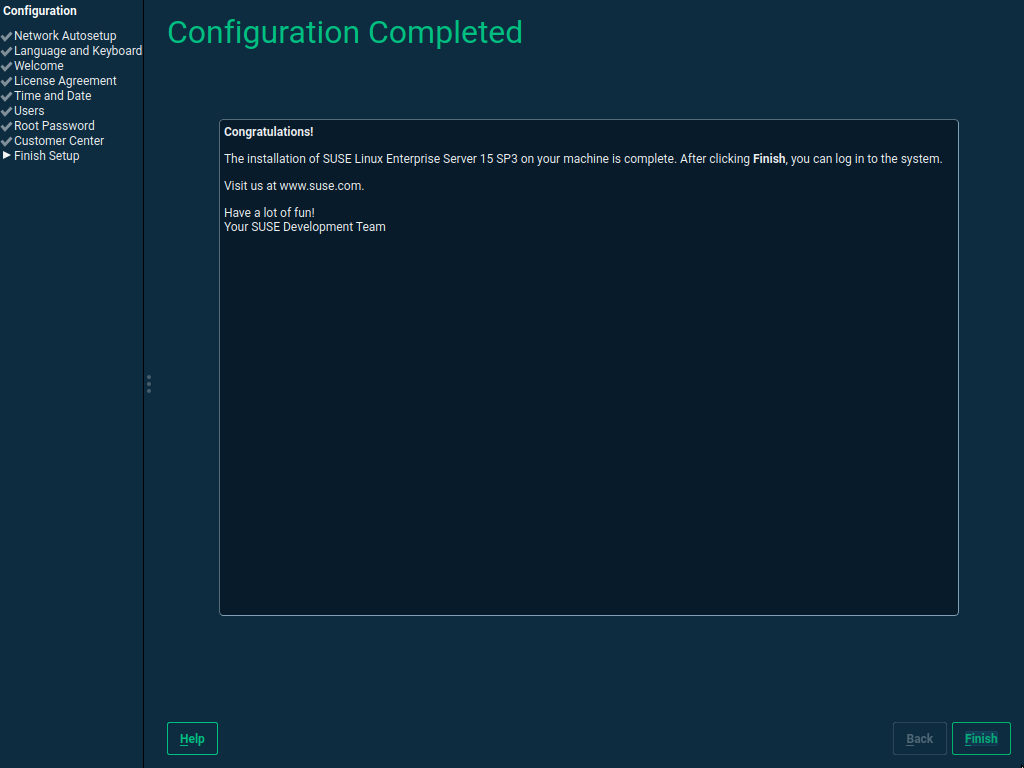 Configuration
Network Autosetup
Language and Keyboard
Welcome
License Agreement
Time and Date
Users
Root Password
Customer Center
Finish Setup
Configuration Completed
Congratulations!
The installation of SUSE Linux Enterprise Server 15 SP3 on your machine is complete. After clicking Finish, you can log in to the system.
Visit us at www.suse.com.
Have a lot of fun!
Your SUSE Development Team
Help
Back
Finish